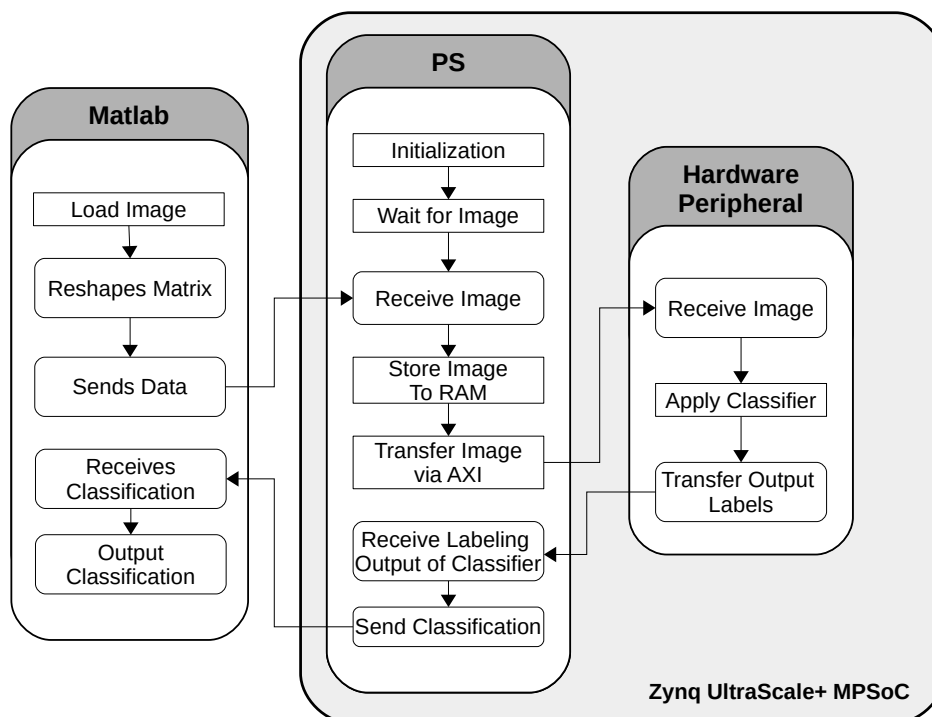 Matlab
Load Image
Reshapes Matrix
Sends Data
Receives
Classification
Output
Classification
PS
Initialization
Wait for Image
Receive Image
Store Image
To RAM
Transfer Image
via AXI
Receive Labeling
Output of Classifier
Send Classification
Hardware
Peripheral
Receive Image
Apply Classifier
Transfer Output
Labels
Zynq UltraScale+ MPSoC